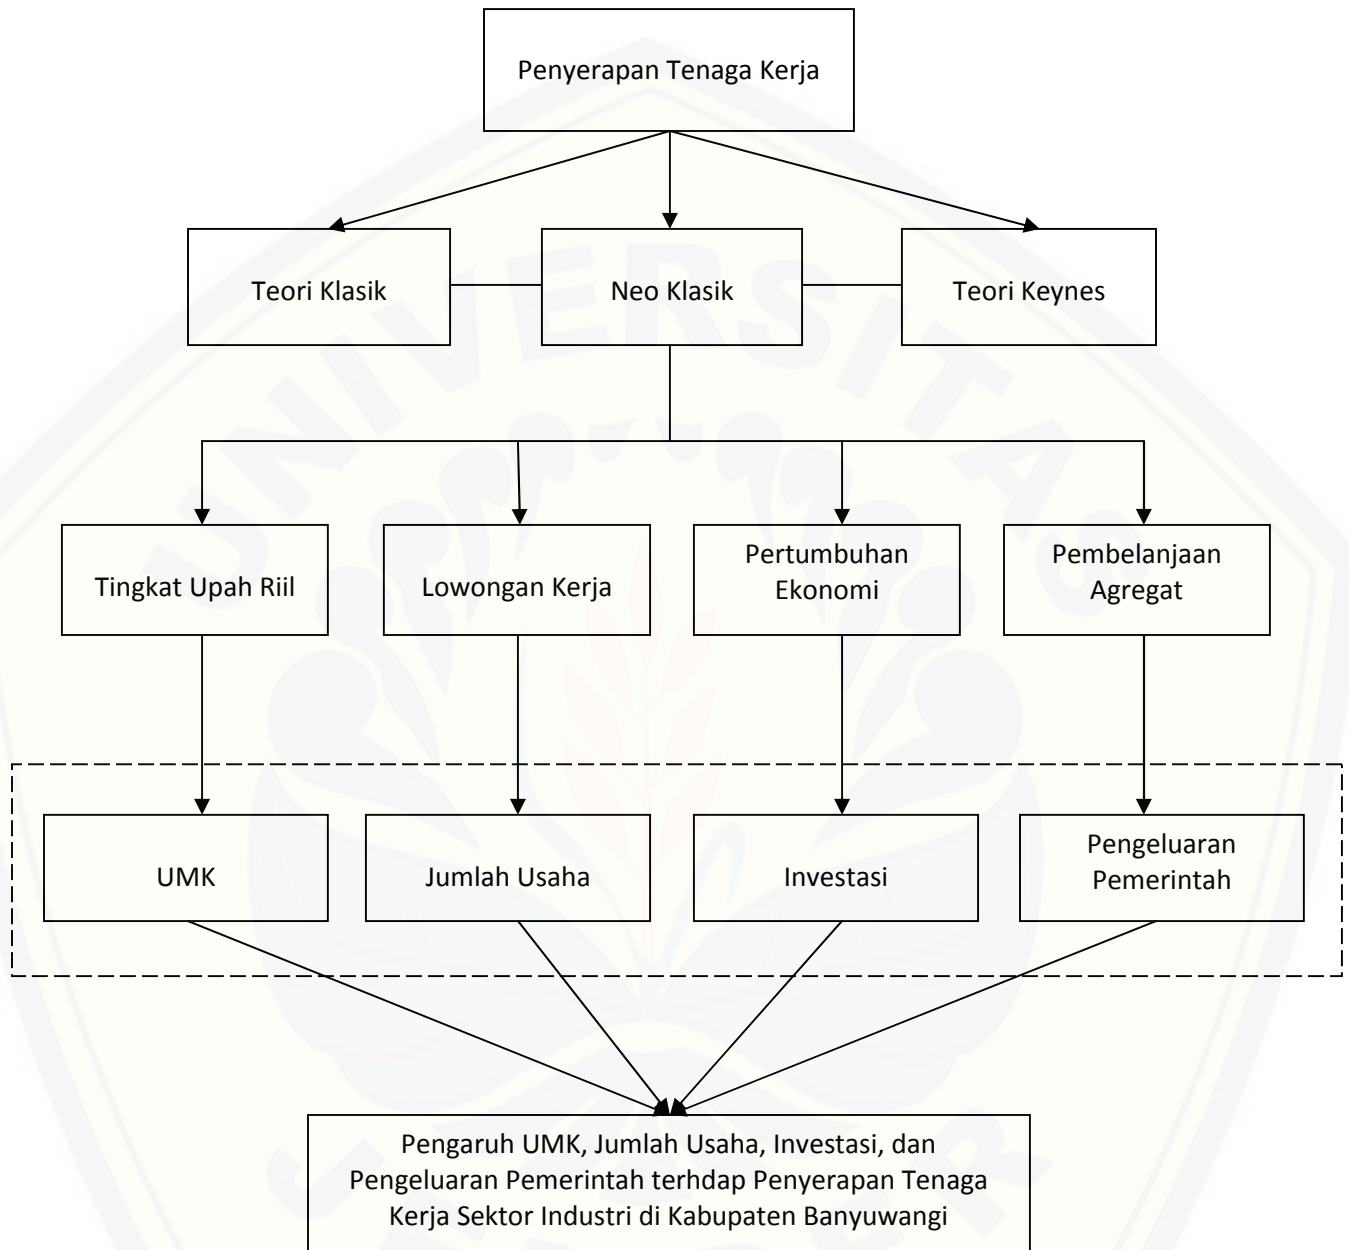 Penyerapan Tenaga Kerja
Teori Klasik
Neo Klasik
Teori Keynes
Tingkat Upah Riil
Lowongan Kerja
Pertumbuhan
Ekonomi
Pembelanjaan
Agregat
UMK
Jumlah Usaha
Investasi
Pengeluaran
Pemerintah
Pengaruh UMK, Jumlah Usaha, Investasi, dan
Pengeluaran Pemerintah terhdap Penyerapan Tenaga
Kerja Sektor Industri di Kabupaten Banyuwangi
UNIVERSITAS